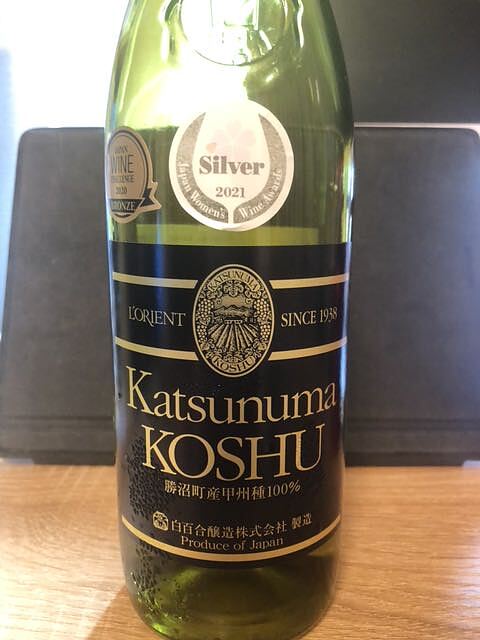 Silver
2021
Japan Women's Wine Awards
JAPAN
WINE
CHALLENGE
2020
BRONZE
KATSUNUMA
KOSHU
L'ORIENT
SINCE 1938
Katsunuma
KOSHU
勝沼町産甲州種100%
白百合醸造株式会社 製造
Produce of Japan